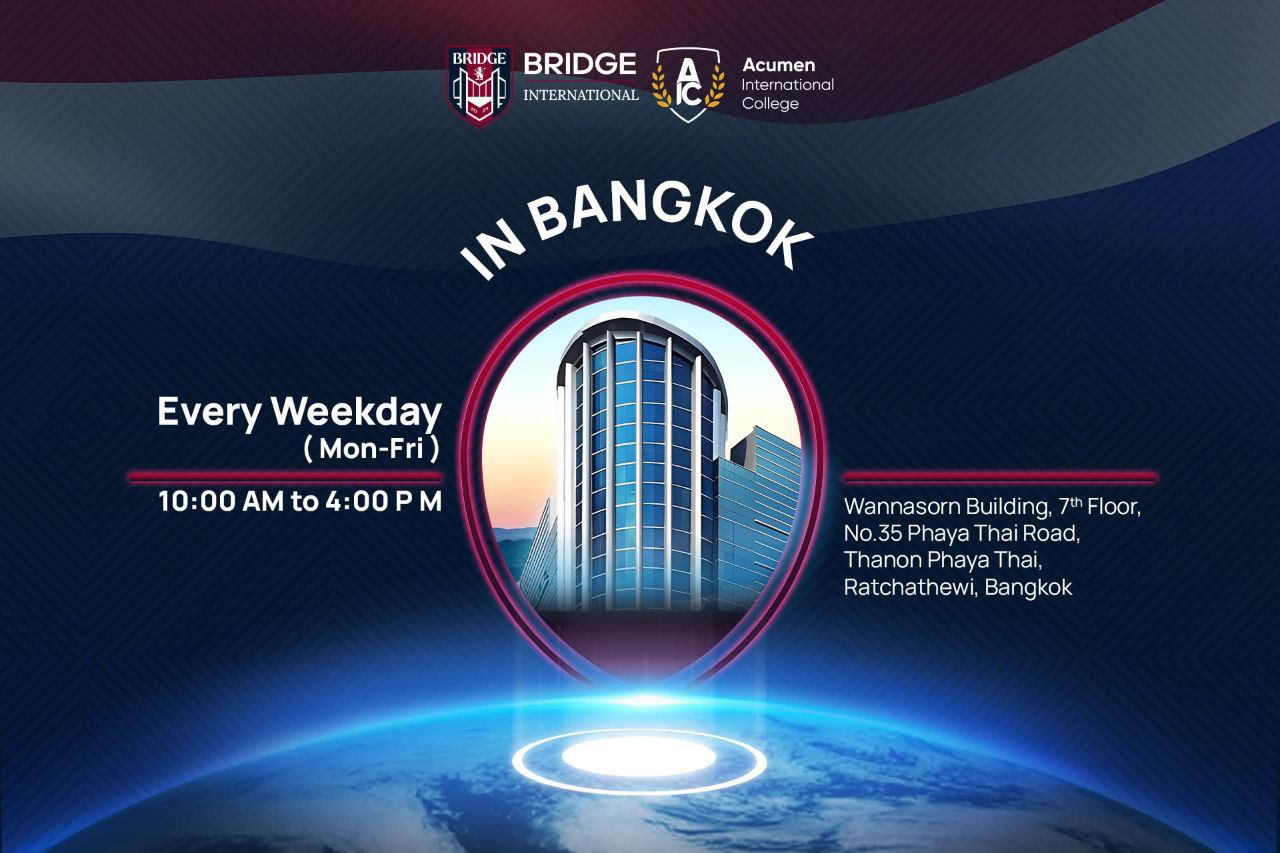 BRIDGE
BRIDGE
INTERNATIONAL
AIC
Acumen
International
College
IN BANGKOK
Every Weekday
( Mon-Fri )
10:00 AM to 4:00 P M
Wannasorn Building, 7th Floor,
No.35 Phaya Thai Road,
Thanon Phaya Thai,
Ratchathewi, Bangkok